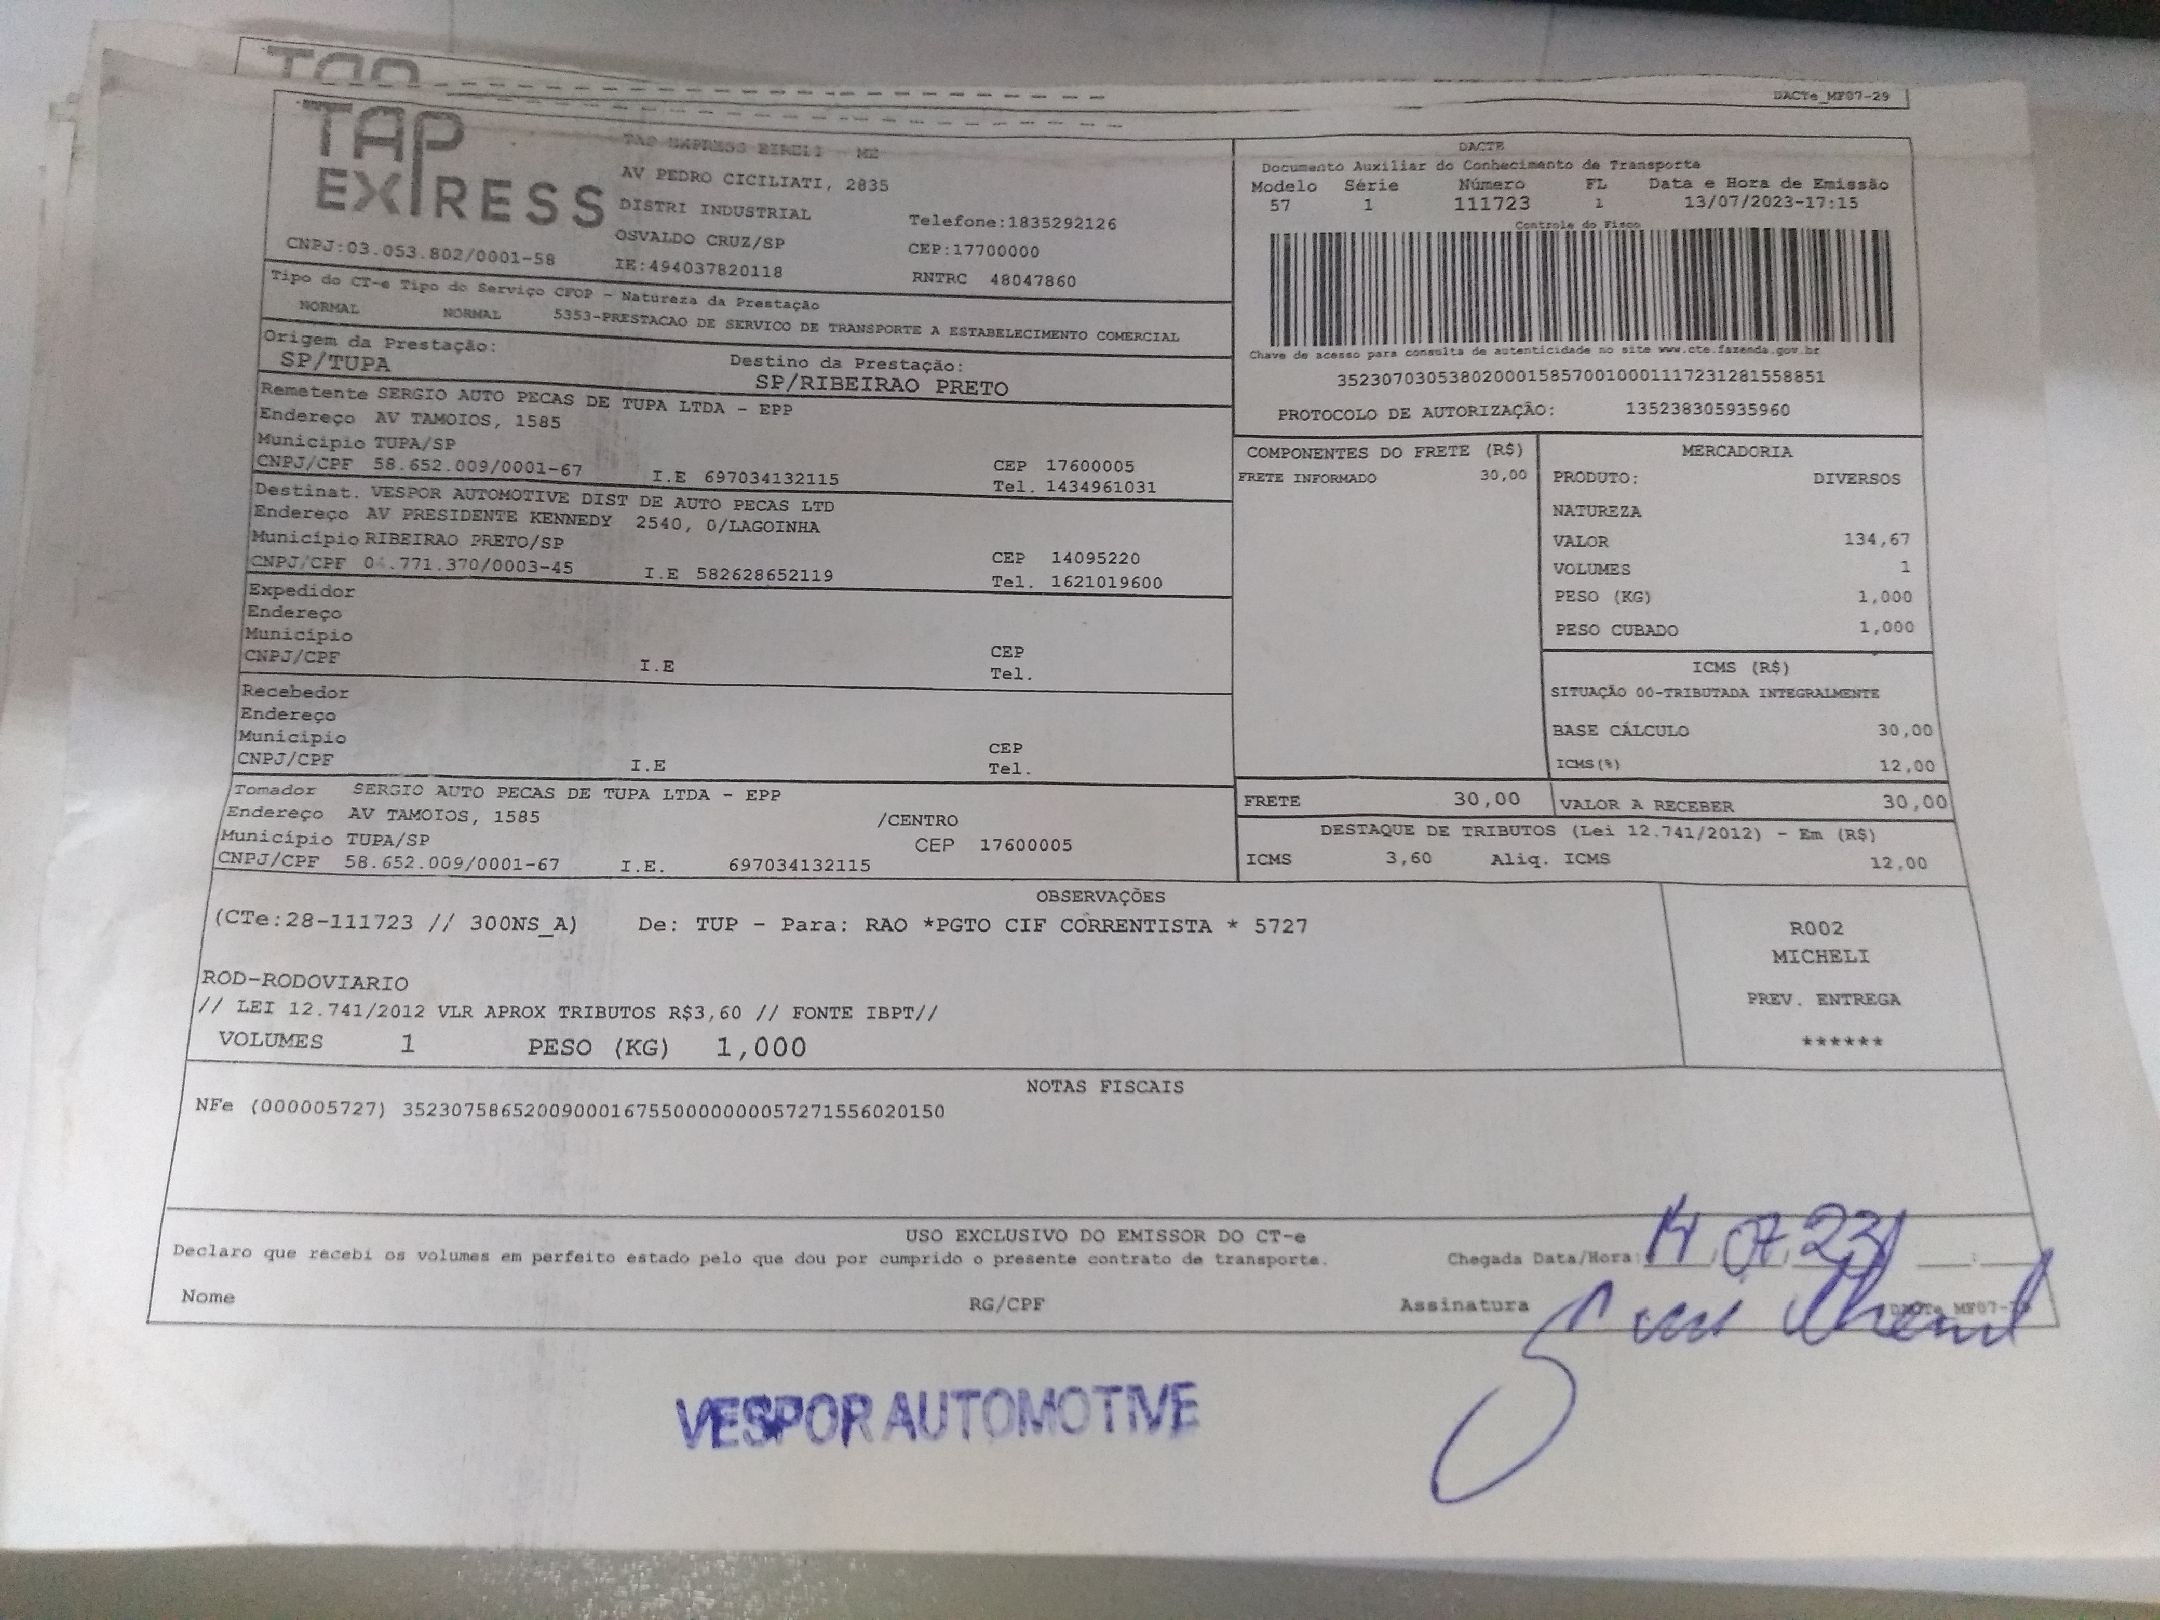 TAP
DACTe_MF07-29
TAP
EXPRESS
TAP EXPRESS EIRELI - ME
AV PEDRO CICILIATI, 2835
DISTRI INDUSTRIAL
Telefone:1835292126
OSVALDO CRUZ/SP
CEP:17700000
CNPJ:03.053.802/0001-58
IE:494037820118
RNTRC 48047860
DACTE
Documento Auxiliar do Conhecimento de Transporte
Modelo Série Número FL Data e Hora de Emissão
57 1 111723 1 13/07/2023-17:15
Controle do Fisco
Chave de acesso para consulta de autenticidade no site www.cte.fazenda.gov.br
35230703053802000158570010001117231281558851
PROTOCOLO DE AUTORIZAÇÃO: 135238305935960
Tipo do CT-e Tipo do Serviço CFOP - Natureza da Prestação
NORMAL NORMAL 5353-PRESTACAO DE SERVICO DE TRANSPORTE A ESTABELECIMENTO COMERCIAL
Origem da Prestação: Destino da Prestação:
SP/TUPA SP/RIBEIRAO PRETO
Remetente SERGIO AUTO PECAS DE TUPA LTDA - EPP
Endereço AV TAMOIOS, 1585
Município TUPA/SP CEP 17600005
CNPJ/CPF 58.652.009/0001-67 I.E 697034132115 Tel. 1434961031
Destinat. VESPOR AUTOMOTIVE DIST DE AUTO PECAS LTD
Endereço AV PRESIDENTE KENNEDY 2540, 0/LAGOINHA
Município RIBEIRAO PRETO/SP CEP 14095220
CNPJ/CPF 04.771.370/0003-45 I.E 582628652119 Tel. 1621019600
Expedidor
Endereço
Município CEP
CNPJ/CPF I.E Tel.
Recebedor
Endereço
Município CEP
CNPJ/CPF I.E Tel.
Tomador SERGIO AUTO PECAS DE TUPA LTDA - EPP
Endereço AV TAMOIOS, 1585 /CENTRO
Município TUPA/SP CEP 17600005
CNPJ/CPF 58.652.009/0001-67 I.E. 697034132115
COMPONENTES DO FRETE (R$)
FRETE INFORMADO 30,00
MERCADORIA
PRODUTO: DIVERSOS
NATUREZA
VALOR 134,67
VOLUMES 1
PESO (KG) 1,000
PESO CUBADO 1,000
ICMS (R$)
SITUAÇÃO 00-TRIBUTADA INTEGRALMENTE
BASE CÁLCULO 30,00
ICMS(%) 12,00
FRETE 30,00 VALOR A RECEBER 30,00
DESTAQUE DE TRIBUTOS (Lei 12.741/2012) - Em (R$)
ICMS 3,60 Aliq. ICMS 12,00
OBSERVAÇÕES
(CTe:28-111723 // 300NS_A) De: TUP - Para: RAO *PGTO CIF CORRENTISTA * 5727
ROD-RODOVIARIO
// LEI 12.741/2012 VLR APROX TRIBUTOS R$3,60 // FONTE IBPT//
VOLUMES 1 PESO (KG) 1,000
R002
MICHELI
PREV. ENTREGA
******
NOTAS FISCAIS
NFe (000005727) 35230758652009000167550000000057271556020150
USO EXCLUSIVO DO EMISSOR DO CT-e
Declaro que recebi os volumes em perfeito estado pelo que dou por cumprido o presente contrato de transporte. Chegada Data/Hora: 14/07/23
Nome RG/CPF Assinatura
VESPOR AUTOMOTIVE